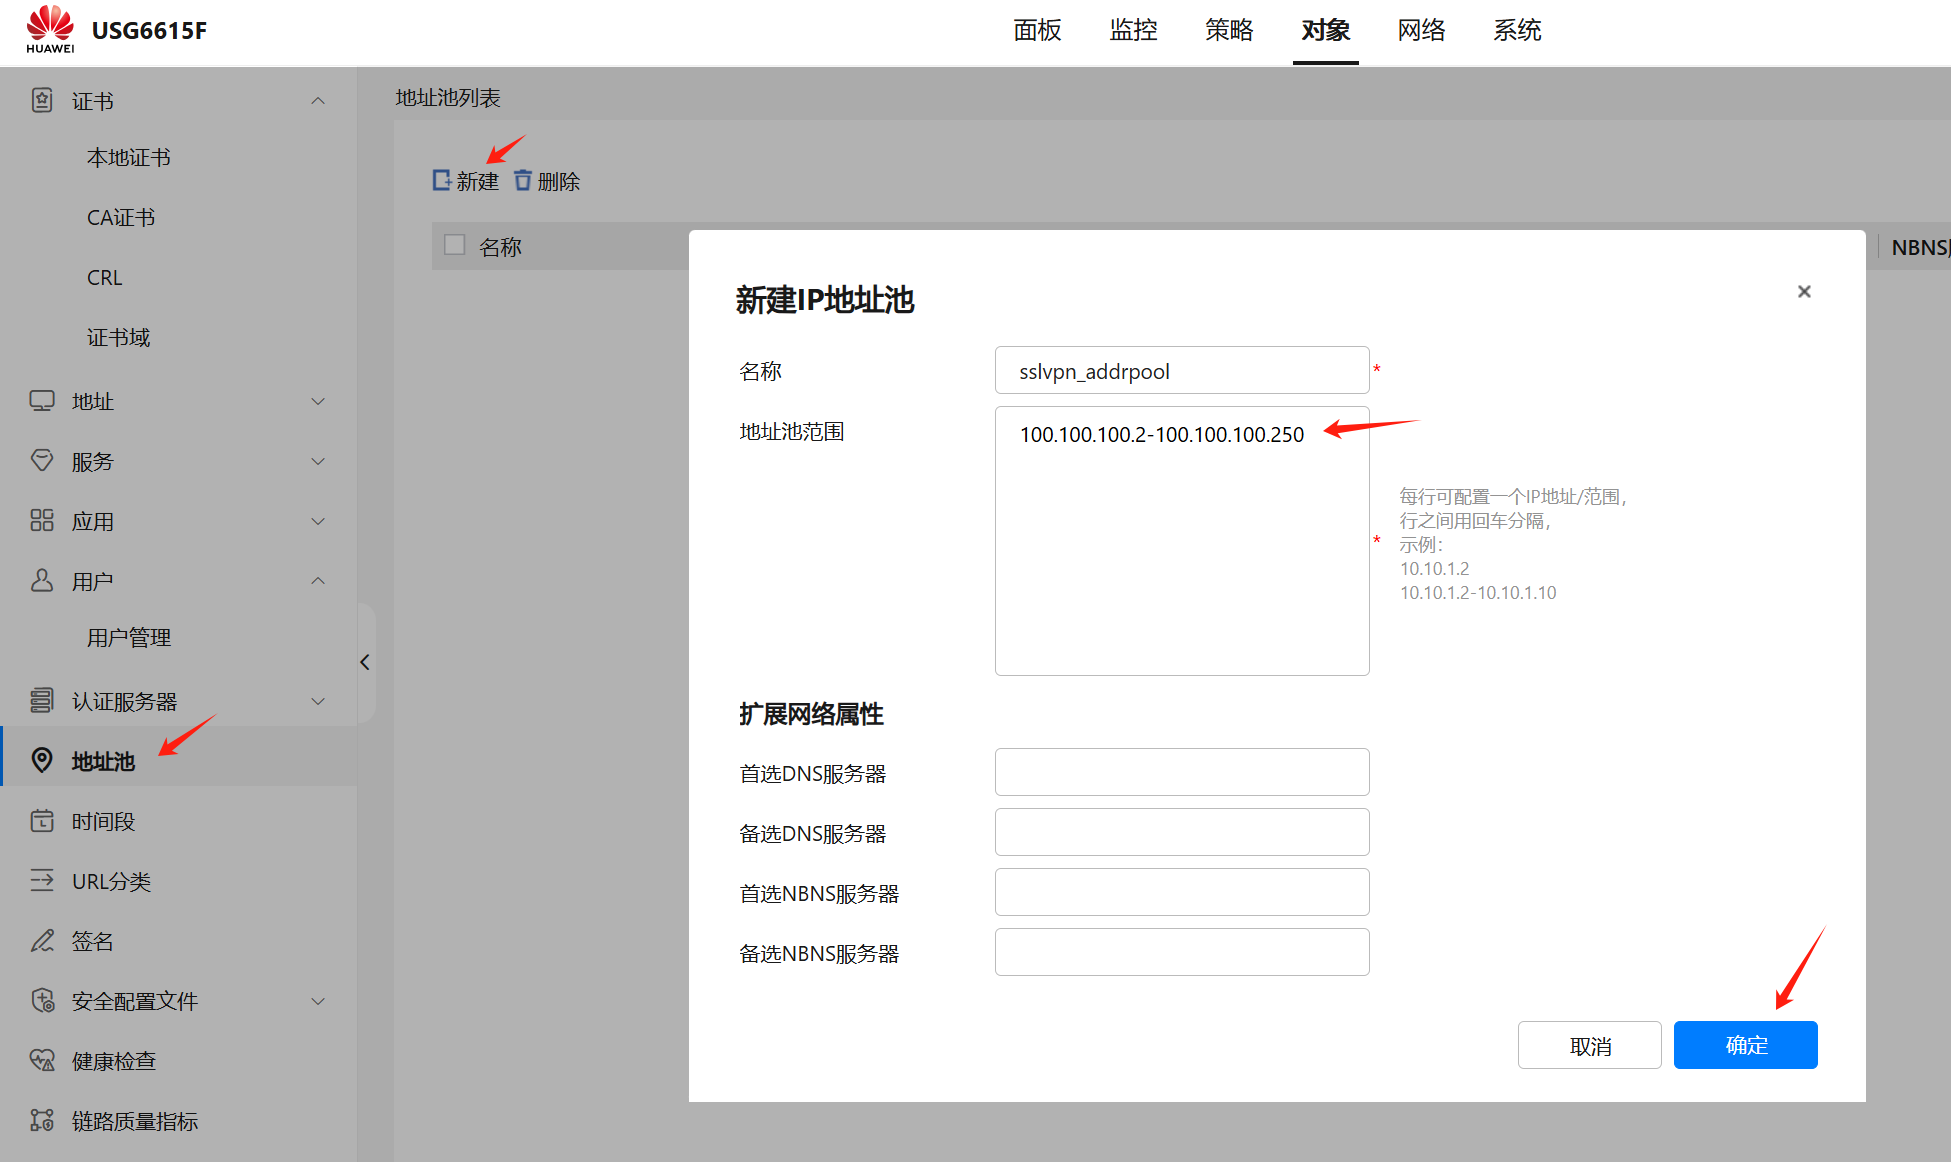 HUAWEI
USG6615F
面板
监控
策略
对象
网络
系统
证书
本地证书
CA证书
CRL
证书域
地址
服务
应用
用户
用户管理
认证服务器
地址池
时间段
URL分类
签名
安全配置文件
健康检查
链路质量指标
地址池列表
新建
删除
名称
NBNS
新建IP地址池
名称
sslvpn_addrpool
*
地址池范围
100.100.100.2-100.100.100.250
*
每行可配置一个IP地址/范围,
行之间用回车分隔,
示例:
10.10.1.2
10.10.1.2-10.10.1.10
扩展网络属性
首选DNS服务器
备选DNS服务器
首选NBNS服务器
备选NBNS服务器
取消
确定